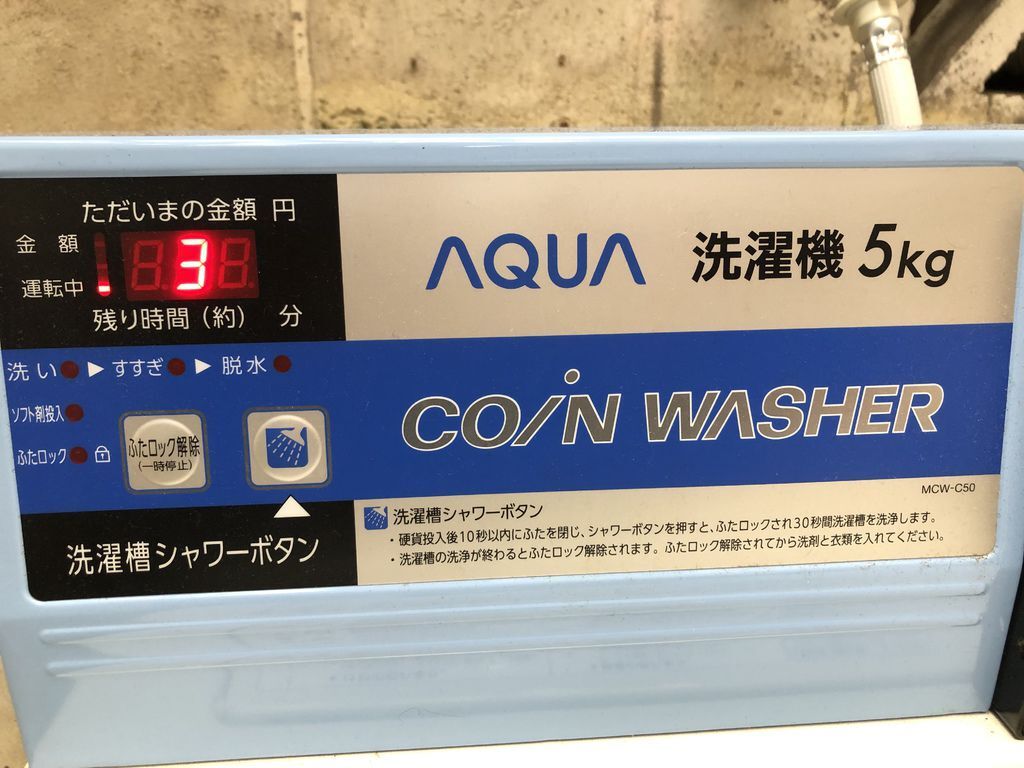 ただいまの金額 円
金額
運転中
3
残り時間（約） 分
AQUA 洗濯機 5kg
洗い ▶ すすぎ ▶ 脱水
ソフト剤投入
ふたロック
ふたロック解除
(一時停止)
COIN WASHER
MCW-C50
洗濯槽シャワーボタン
洗濯槽シャワーボタン
・硬貨投入後10秒以内にふたを閉じ、シャワーボタンを押すと、ふたロックされ30秒間洗濯槽を洗浄します。
・洗濯槽の洗浄が終わるとふたロック解除されます。ふたロック解除されてから洗剤と衣類を入れてください。